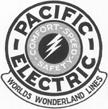 PACIFIC
COMFORT-SPEED
SAFETY
ELECTRIC
WORLDS WONDERLAND LINES